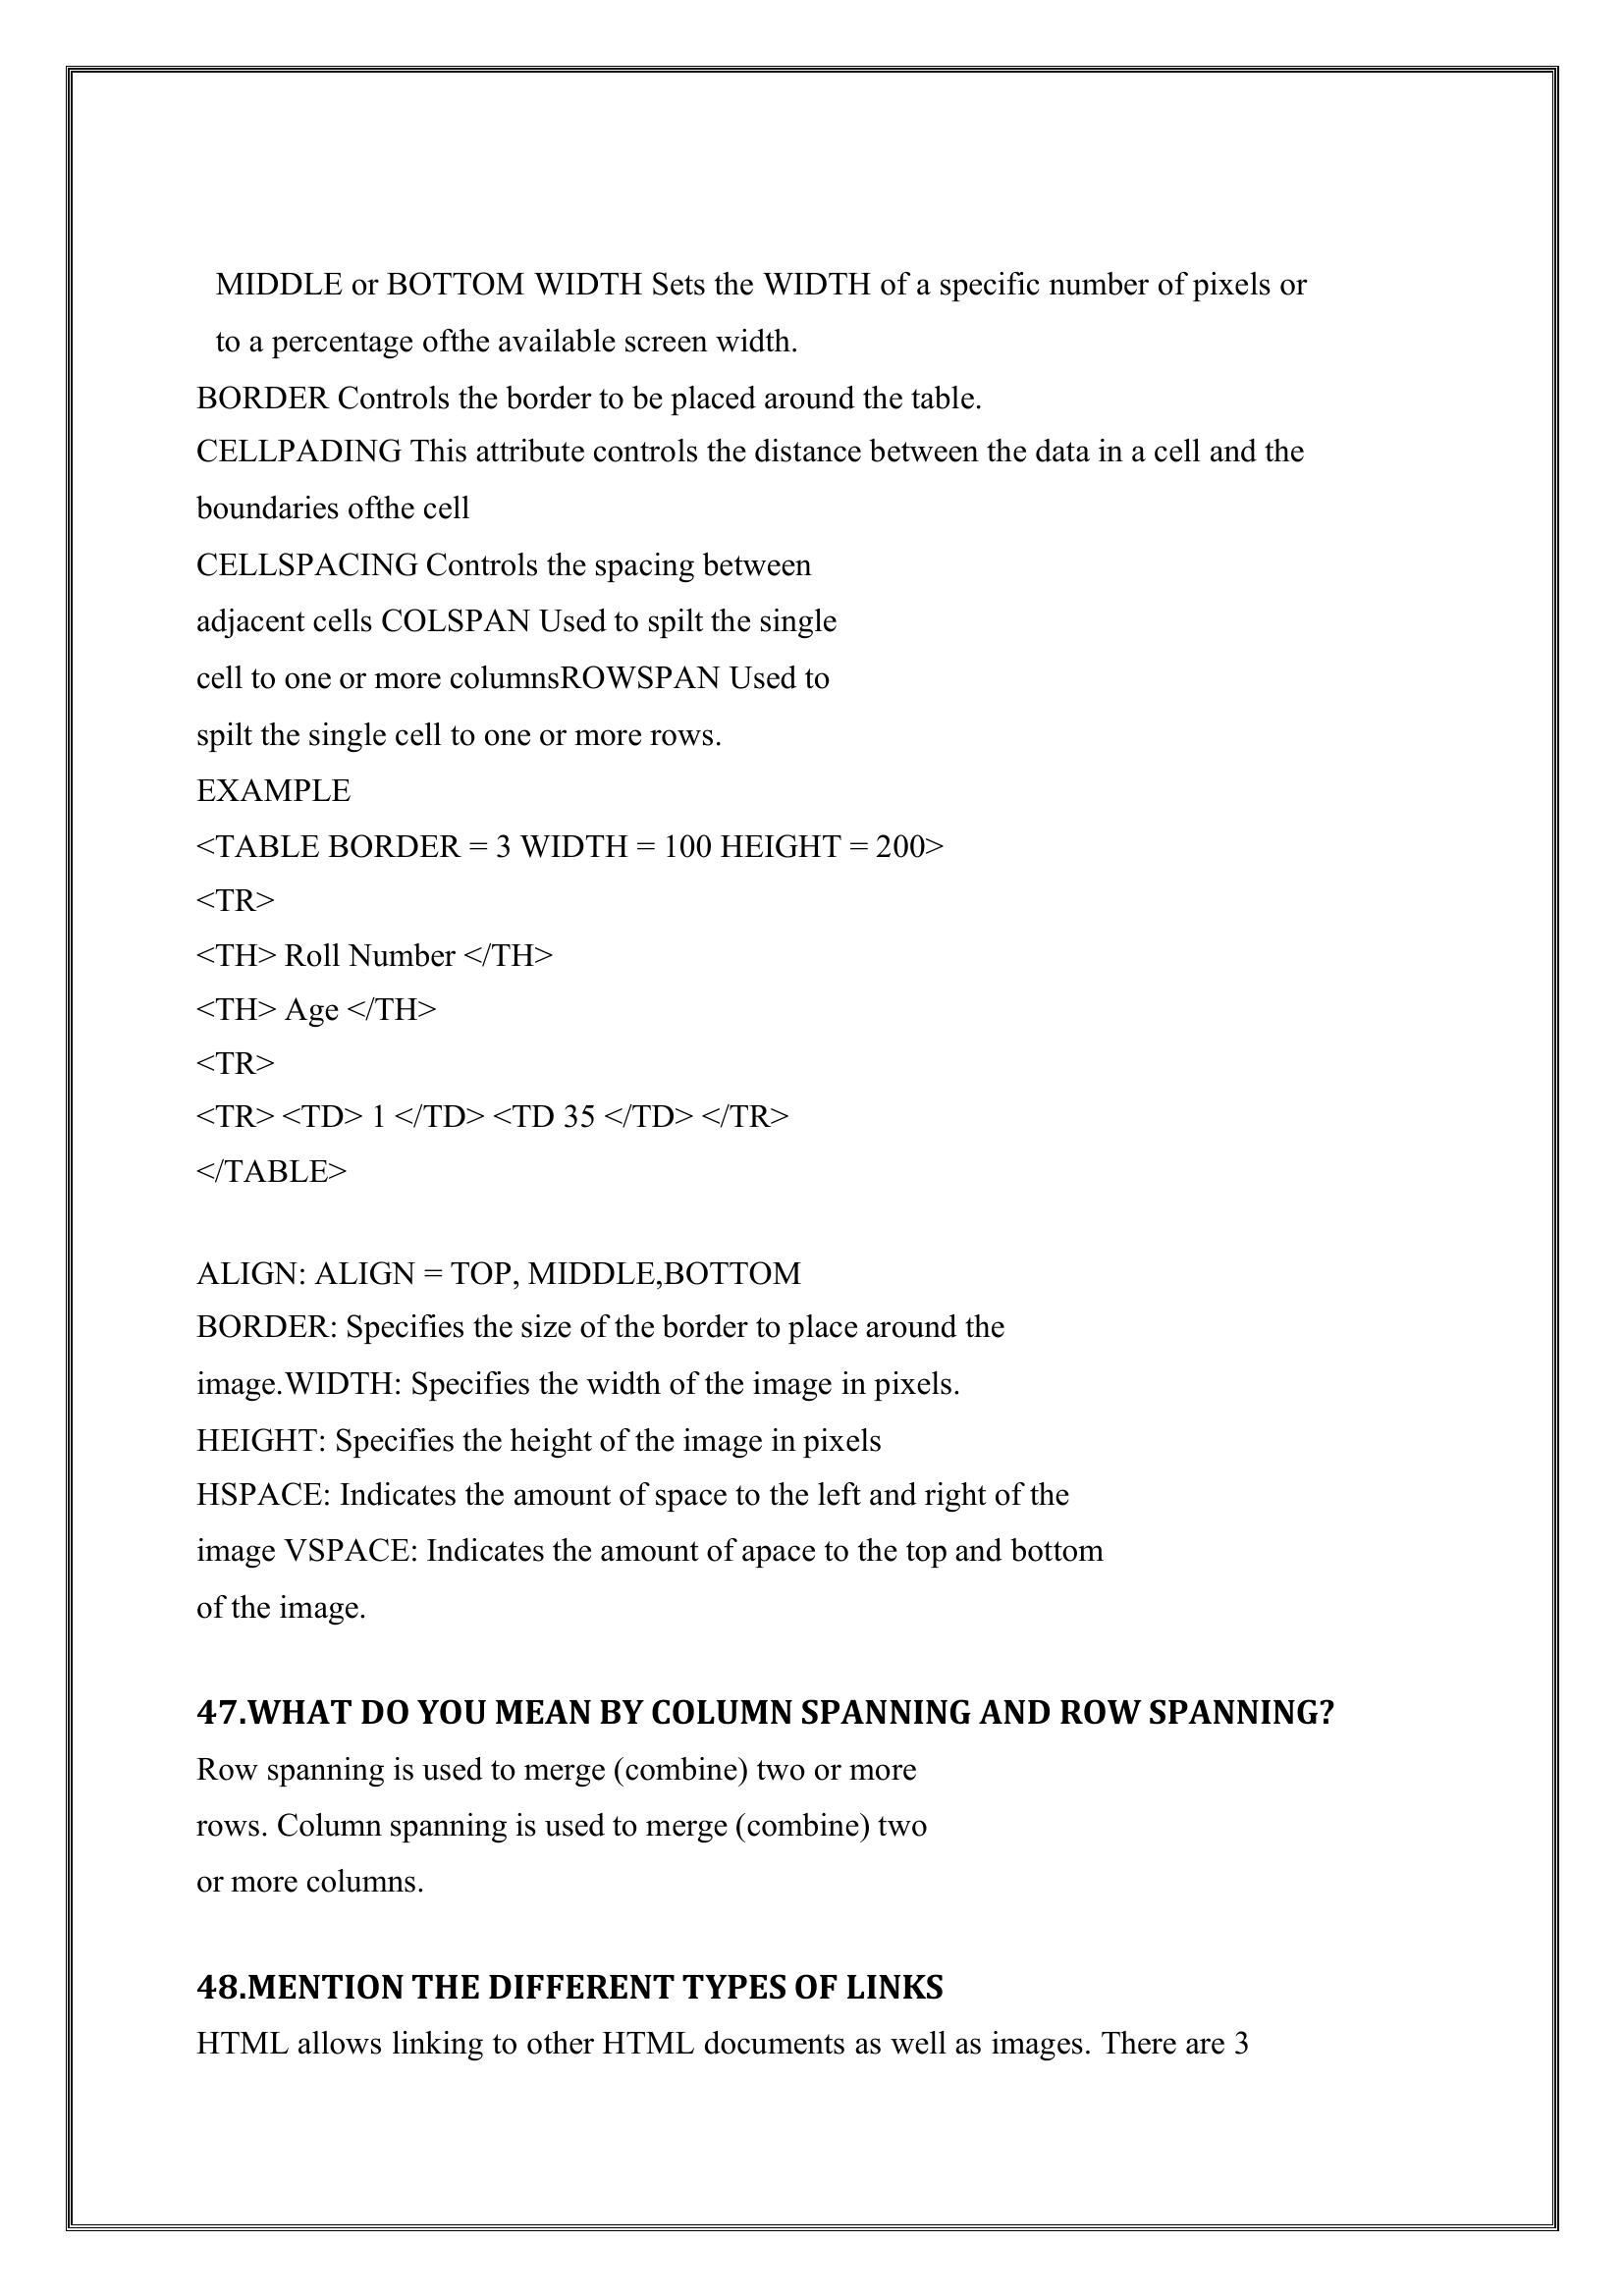 MIDDLE or BOTTOM WIDTH Sets the WIDTH of a specific number of pixels or
to a percentage ofthe available screen width.
BORDER Controls the border to be placed around the table.
CELLPADING This attribute controls the distance between the data in a cell and the
boundaries ofthe cell
CELLSPACING Controls the spacing between
adjacent cells COLSPAN Used to spilt the single
cell to one or more columnsROWSPAN Used to
spilt the single cell to one or more rows.
EXAMPLE
<TABLE BORDER = 3 WIDTH = 100 HEIGHT = 200>
<TR>
<TH> Roll Number </TH>
<TH> Age </TH>
<TR>
<TR> <TD> 1 </TD> <TD 35 </TD> </TR>
</TABLE>
ALIGN: ALIGN = TOP, MIDDLE,BOTTOM
BORDER: Specifies the size of the border to place around the
image.WIDTH: Specifies the width of the image in pixels.
HEIGHT: Specifies the height of the image in pixels
HSPACE: Indicates the amount of space to the left and right of the
image VSPACE: Indicates the amount of apace to the top and bottom
of the image.
47.WHAT DO YOU MEAN BY COLUMN SPANNING AND ROW SPANNING?
Row spanning is used to merge (combine) two or more
rows. Column spanning is used to merge (combine) two
or more columns.
48.MENTION THE DIFFERENT TYPES OF LINKS
HTML allows linking to other HTML documents as well as images. There are 3